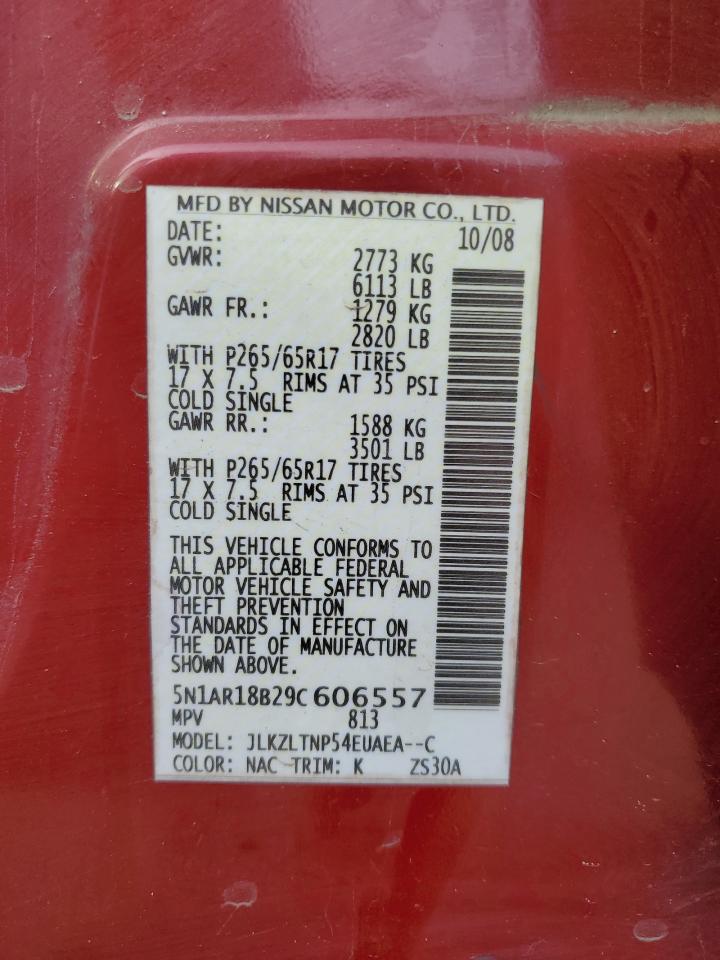 MFD BY NISSAN MOTOR CO., LTD.
DATE: 10/08
GVWR: 2773 KG
6113 LB
GAWR FR.: 1279 KG
2820 LB
WITH P265/65R17 TIRES
17 X 7.5 RIMS AT 35 PSI
COLD SINGLE
GAWR RR.: 1588 KG
3501 LB
WITH P265/65R17 TIRES
17 X 7.5 RIMS AT 35 PSI
COLD SINGLE
THIS VEHICLE CONFORMS TO
ALL APPLICABLE FEDERAL
MOTOR VEHICLE SAFETY AND
THEFT PREVENTION
STANDARDS IN EFFECT ON
THE DATE OF MANUFACTURE
SHOWN ABOVE.
5N1AR18B29C606557
MPV 813
MODEL: JLKZLTNP54EUAEA--C
COLOR: NAC TRIM: K ZS30A